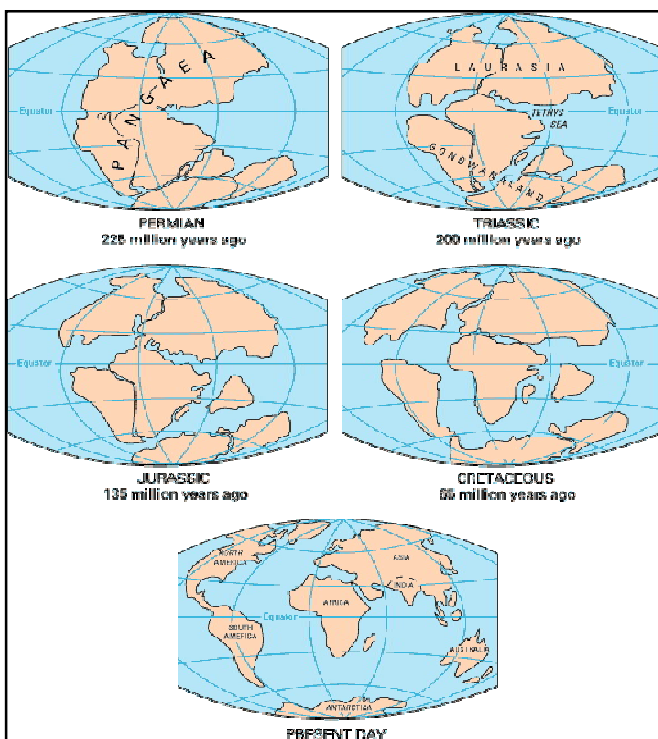 Equator
PANGAEA
PERMIAN
225 million years ago
LAURASIA
TETHYS
SEA
Equator
GONDWANALAND
TRIASSIC
200 million years ago
Equator
JURASSIC
135 million years ago
Equator
CRETACEOUS
65 million years ago
NORTH
AMERICA
ASIA
INDIA
AFRICA
Equator
SOUTH
AMERICA
AUSTRALIA
ANTARCTICA
PRESENT DAY